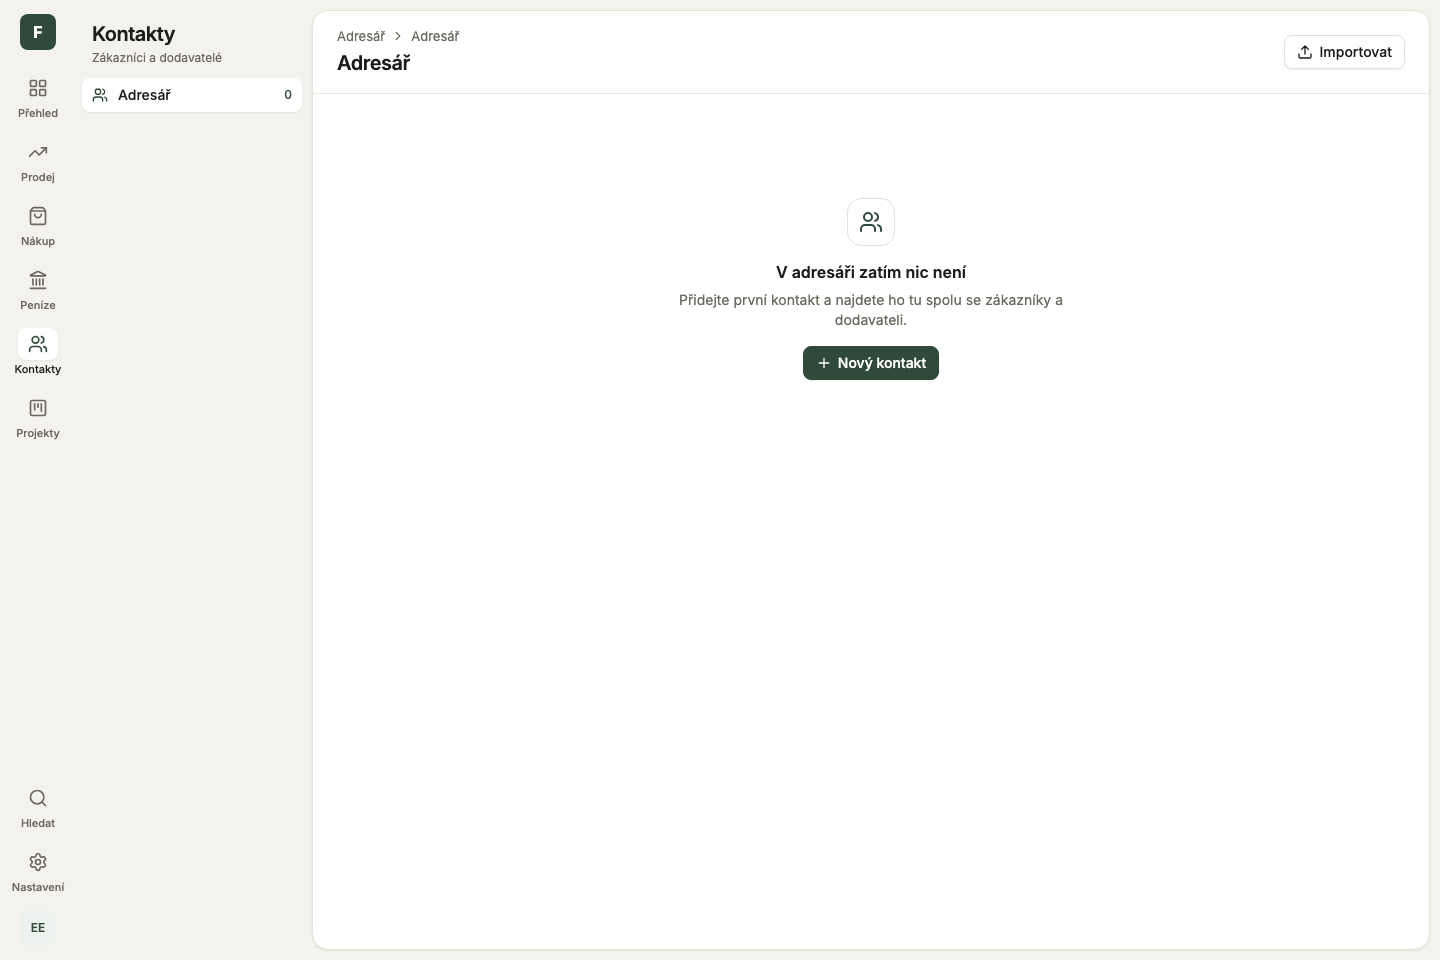 F
Přehled
Prodej
Nákup
Peníze
Kontakty
Projekty
Hledat
Nastavení
EE
Kontakty
Zákazníci a dodavatelé
Adresář 0
Adresář > Adresář
Adresář
Importovat
V adresáři zatím nic není
Přidejte první kontakt a najdete ho tu spolu se zákazníky a
dodavateli.
+ Nový kontakt